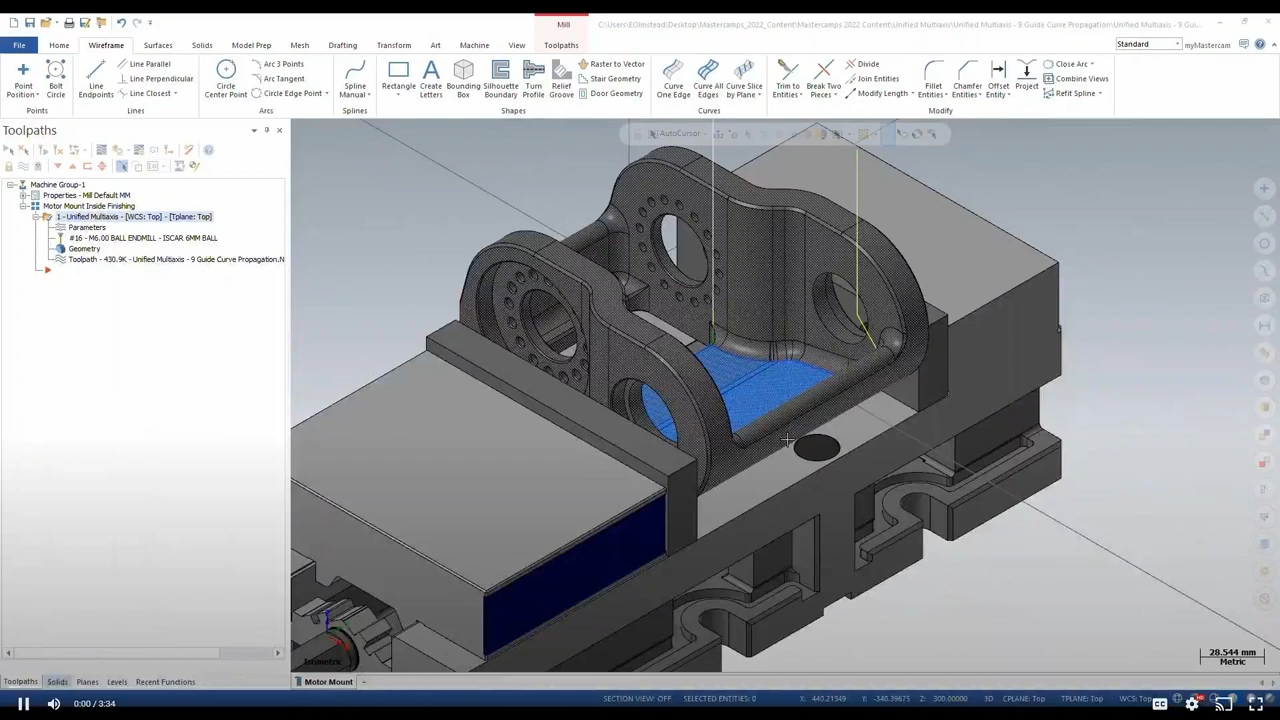 Mill
C:\Users\EOlmstead\Desktop\Mastercamps_2022_Content\Mastercamps 2022 Content\Unified Multiaxis\Unified Multiaxis - 9 Guide Curve Propagation\Unified Multiaxis - 9 Gui...
File Home Wireframe Surfaces Solids Model Prep Mesh Drafting Transform Art Machine View Toolpaths Standard myMastercam
Point Position
Bolt Circle
Points
Line Endpoints
Line Parallel
Line Perpendicular
Line Closest
Lines
Circle Center Point
Arc 3 Points
Arc Tangent
Circle Edge Point
Arcs
Spline Manual
Splines
Rectangle
Create Letters
Bounding Box
Silhouette Boundary
Turn Profile
Relief Groove
Raster to Vector
Stair Geometry
Door Geometry
Shapes
Curve One Edge
Curve All Edges
Curve Slice by Plane
Curves
Trim to Entities
Break Two Pieces
Divide
Join Entities
Modify Length
Fillet Entities
Chamfer Entities
Offset Entity
Project
Close Arc
Combine Views
Refit Spline
Modify
Toolpaths
AutoCursor
G1
Machine Group-1
Properties - Mill Default MM
Motor Mount Inside Finishing
1 - Unified Multiaxis - [WCS: Top] - [Tplane: Top]
Parameters
#16 - M6.00 BALL ENDMILL - ISCAR 6MM BALL
Geometry
Toolpath - 430.9K - Unified Multiaxis - 9 Guide Curve Propagation.N
Isometric
28.544 mm
Metric
Toolpaths Solids Planes Levels Recent Functions
Motor Mount
SECTION VIEW: OFF SELECTED ENTITIES: 0 X: 440.21349 Y: -340.39675 Z: 300.00000 3D CPLANE: Top TPLANE: Top WCS: Top
0:00 / 3:34
CC
HD